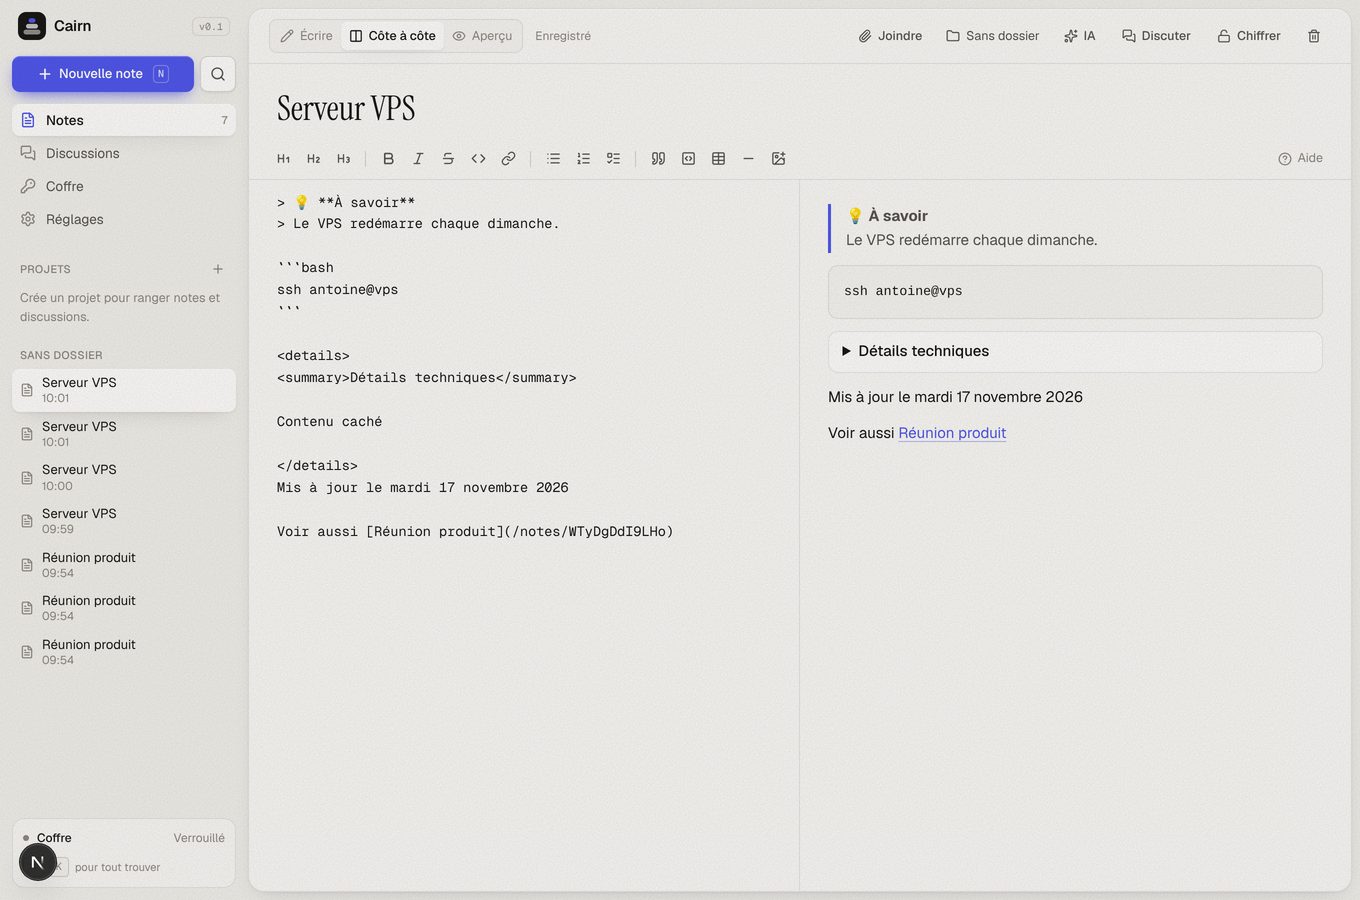 Cairn
v0.1
Nouvelle note N
Notes 7
Discussions
Coffre
Réglages
PROJETS
Crée un projet pour ranger notes et
discussions.
SANS DOSSIER
Serveur VPS
10:01
Serveur VPS
10:01
Serveur VPS
10:00
Serveur VPS
09:59
Réunion produit
09:54
Réunion produit
09:54
Réunion produit
09:54
Coffre Verrouillé
N K pour tout trouver
Écrire Côte à côte Aperçu Enregistré
Joindre Sans dossier IA Discuter Chiffrer
Serveur VPS
H1 H2 H3 B I S
Aide
> 💡 **À savoir**
> Le VPS redémarre chaque dimanche.
```bash
ssh antoine@vps
```
<details>
<summary>Détails techniques</summary>
Contenu caché
</details>
Mis à jour le mardi 17 novembre 2026
Voir aussi [Réunion produit](/notes/WTyDgDdI9LHo)
💡 À savoir
Le VPS redémarre chaque dimanche.
ssh antoine@vps
Détails techniques
Mis à jour le mardi 17 novembre 2026
Voir aussi Réunion produit